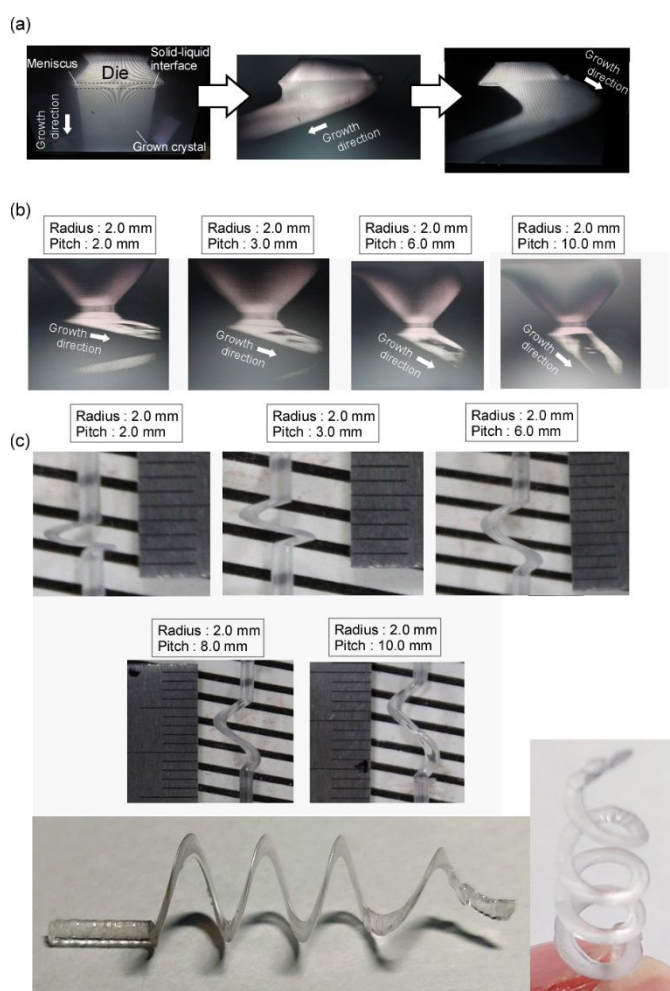 (a)
Meniscus
Die
Solid-liquid
interface
Growth
direction
Grown crystal
Growth
direction
Growth
direction
(b)
Radius : 2.0 mm
Pitch : 2.0 mm
Radius : 2.0 mm
Pitch : 3.0 mm
Radius : 2.0 mm
Pitch : 6.0 mm
Radius : 2.0 mm
Pitch : 10.0 mm
Growth
direction
Growth
direction
Growth
direction
Growth
direction
(c)
Radius : 2.0 mm
Pitch : 2.0 mm
Radius : 2.0 mm
Pitch : 3.0 mm
Radius : 2.0 mm
Pitch : 6.0 mm
Radius : 2.0 mm
Pitch : 8.0 mm
Radius : 2.0 mm
Pitch : 10.0 mm